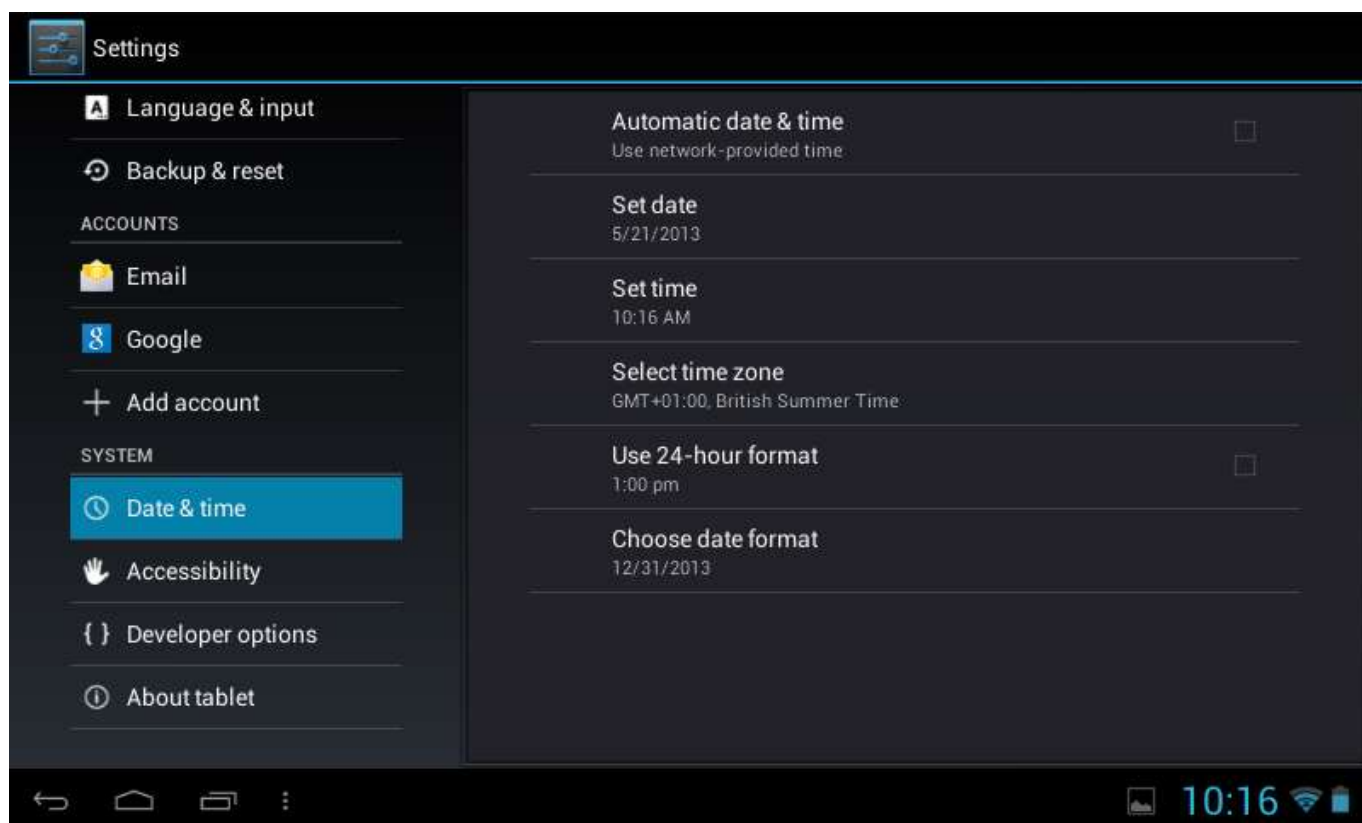 Settings
Language & input
Backup & reset
ACCOUNTS
Email
Google
Add account
SYSTEM
Date & time
Accessibility
{ } Developer options
About tablet
Automatic date & time
Use network-provided time
Set date
5/21/2013
Set time
10:16 AM
Select time zone
GMT+01:00, British Summer Time
Use 24-hour format
1:00 pm
Choose date format
12/31/2013
10:16